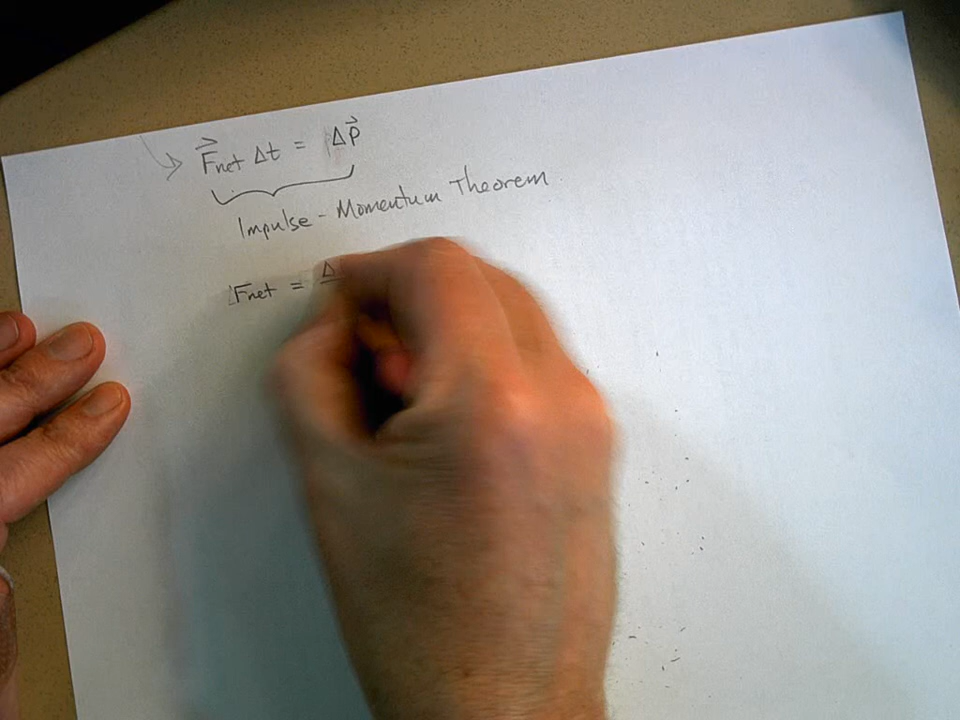 → F⃗net Δt = Δp⃗
Impulse - Momentum Theorem
Fnet = Δ